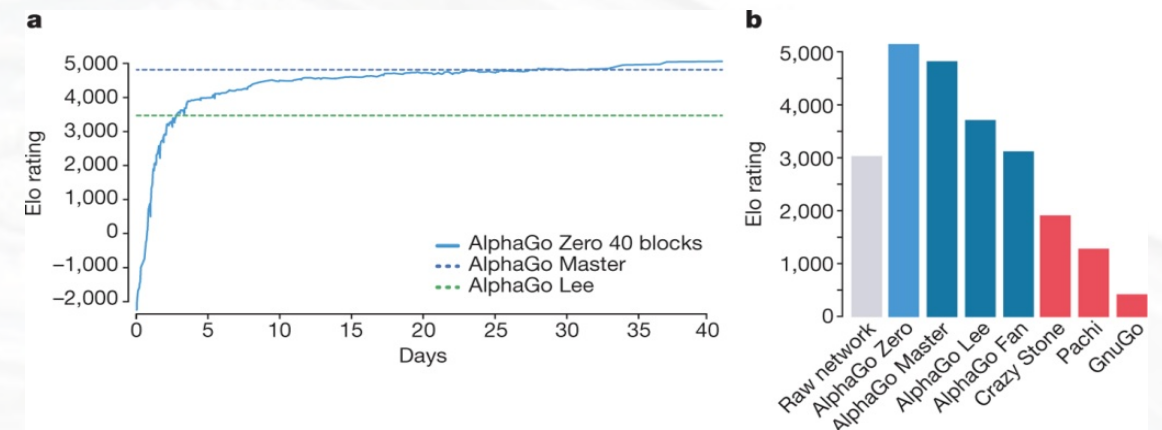 a
Elo rating
5,000
4,000
3,000
2,000
1,000
0
−1,000
−2,000
0 5 10 15 20 25 30 35 40
Days
AlphaGo Zero 40 blocks
AlphaGo Master
AlphaGo Lee
b
Elo rating
5,000
4,000
3,000
2,000
1,000
0
Raw network
AlphaGo Zero
AlphaGo Master
AlphaGo Lee
AlphaGo Fan
Crazy Stone
Pachi
GnuGo